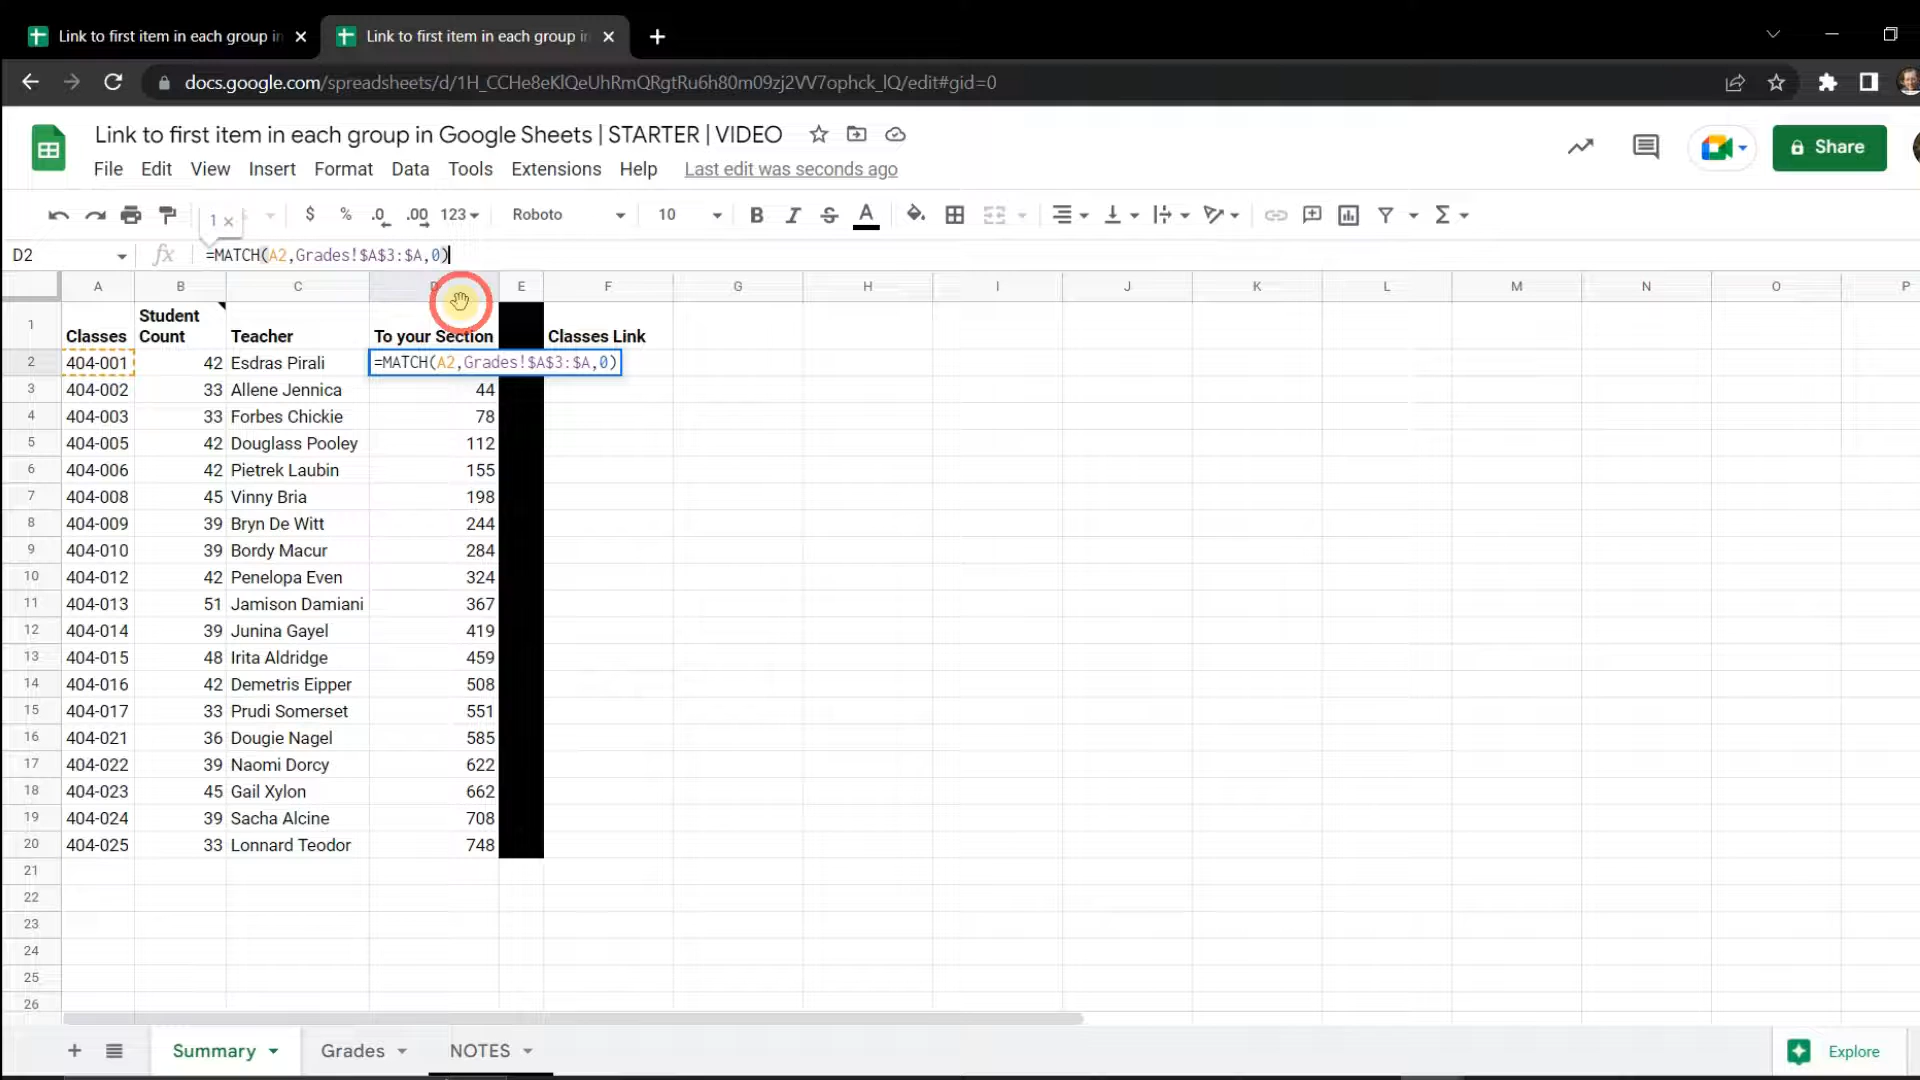 Link to first item in each group in
Link to first item in each group in
docs.google.com/spreadsheets/d/1H_CCHe8eKlQeUhRmQRgtRu6h80m09zj2VV7ophck_lQ/edit#gid=0
Link to first item in each group in Google Sheets | STARTER | VIDEO
Share
File Edit View Insert Format Data Tools Extensions Help Last edit was seconds ago
1 ×
$ % .0 .00 123 Roboto 10
D2 fx =MATCH(A2,Grades!$A$3:$A,0)
=MATCH(A2,Grades!$A$3:$A,0)
A B C D E F G H I J K L M N O P
1 Classes Student Count Teacher To your Section Classes Link
2 404-001 42 Esdras Pirali
3 404-002 33 Allene Jennica 44
4 404-003 33 Forbes Chickie 78
5 404-005 42 Douglass Pooley 112
6 404-006 42 Pietrek Laubin 155
7 404-008 45 Vinny Bria 198
8 404-009 39 Bryn De Witt 244
9 404-010 39 Bordy Macur 284
10 404-012 42 Penelopa Even 324
11 404-013 51 Jamison Damiani 367
12 404-014 39 Junina Gayel 419
13 404-015 48 Irita Aldridge 459
14 404-016 42 Demetris Eipper 508
15 404-017 33 Prudi Somerset 551
16 404-021 36 Dougie Nagel 585
17 404-022 39 Naomi Dorcy 622
18 404-023 45 Gail Xylon 662
19 404-024 39 Sacha Alcine 708
20 404-025 33 Lonnard Teodor 748
21
22
23
24
25
26
Summary Grades NOTES Explore